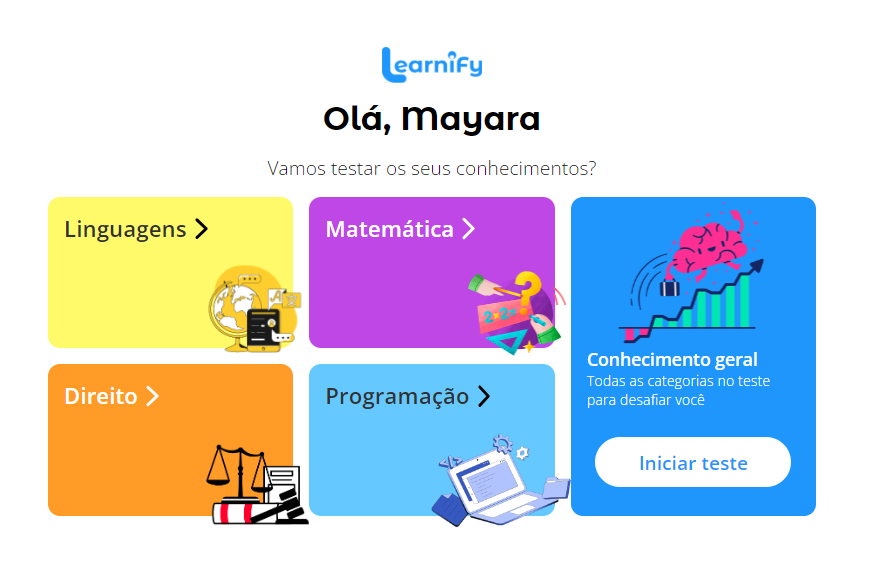 Learnify
Olá, Mayara
Vamos testar os seus conhecimentos?
Linguagens
Matemática
Direito
Programação
Conhecimento geral
Todas as categorias no teste
para desafiar você
Iniciar teste